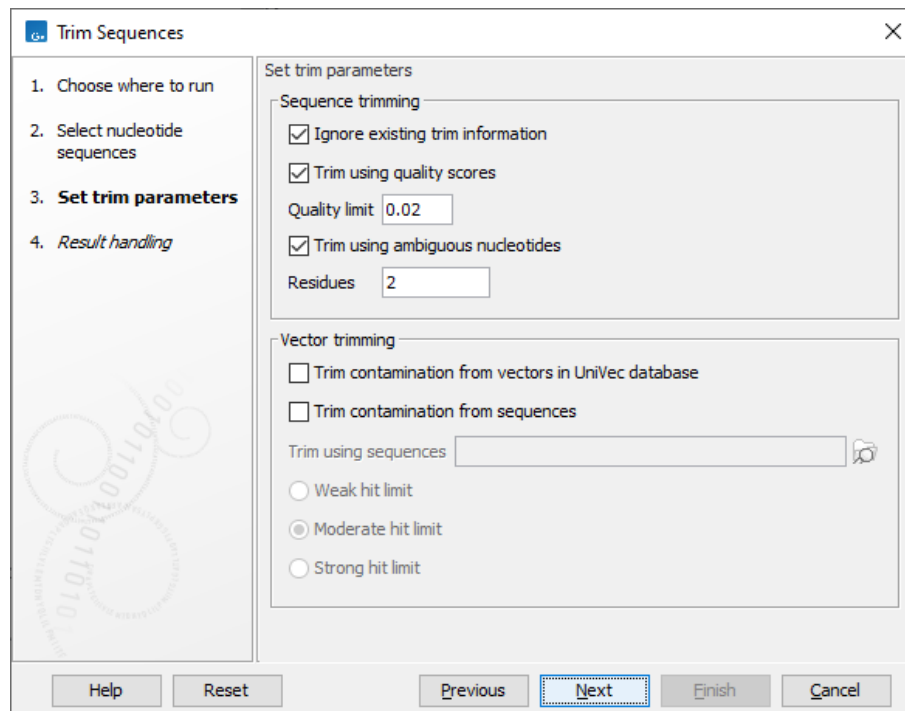 Trim Sequences
1. Choose where to run
2. Select nucleotide
sequences
3. Set trim parameters
4. Result handling
Set trim parameters
Sequence trimming
Ignore existing trim information
Trim using quality scores
Quality limit 0.02
Trim using ambiguous nucleotides
Residues 2
Vector trimming
Trim contamination from vectors in UniVec database
Trim contamination from sequences
Trim using sequences
Weak hit limit
Moderate hit limit
Strong hit limit
Help Reset Previous Next Finish Cancel